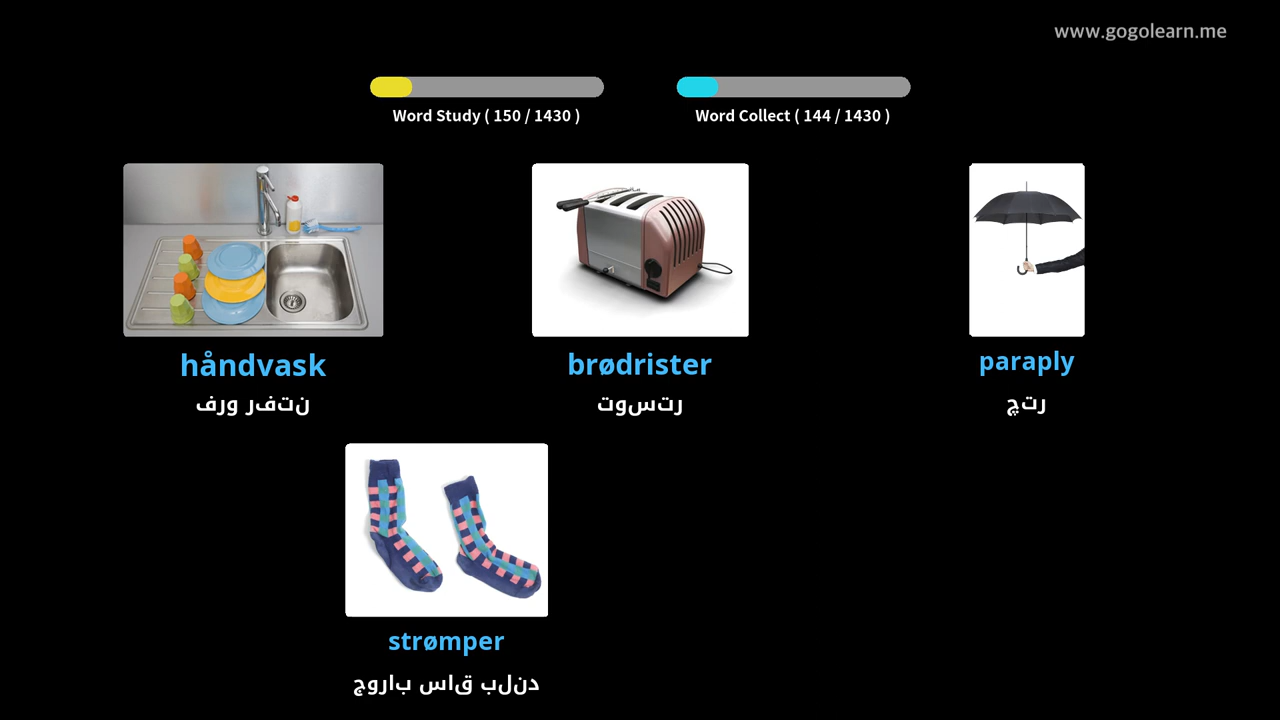 www.gogolearn.me
Word Study ( 150 / 1430 )
Word Collect ( 144 / 1430 )
håndvask
نتفر ورف
brødrister
رتسوت
paraply
رتچ
strømper
دنلب قاس باروج